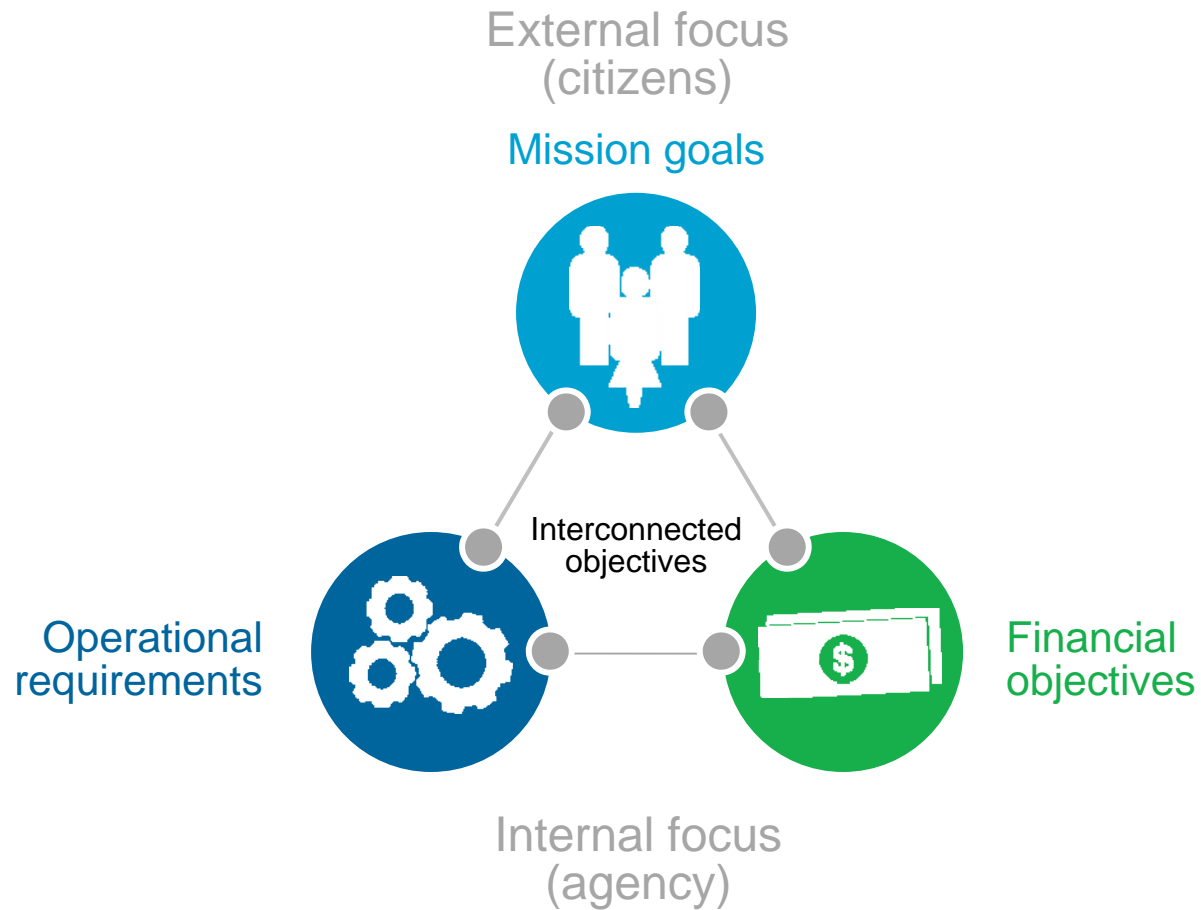 External focus
(citizens)
Mission goals
Interconnected
objectives
Operational
requirements
$
Financial
objectives
Internal focus
(agency)